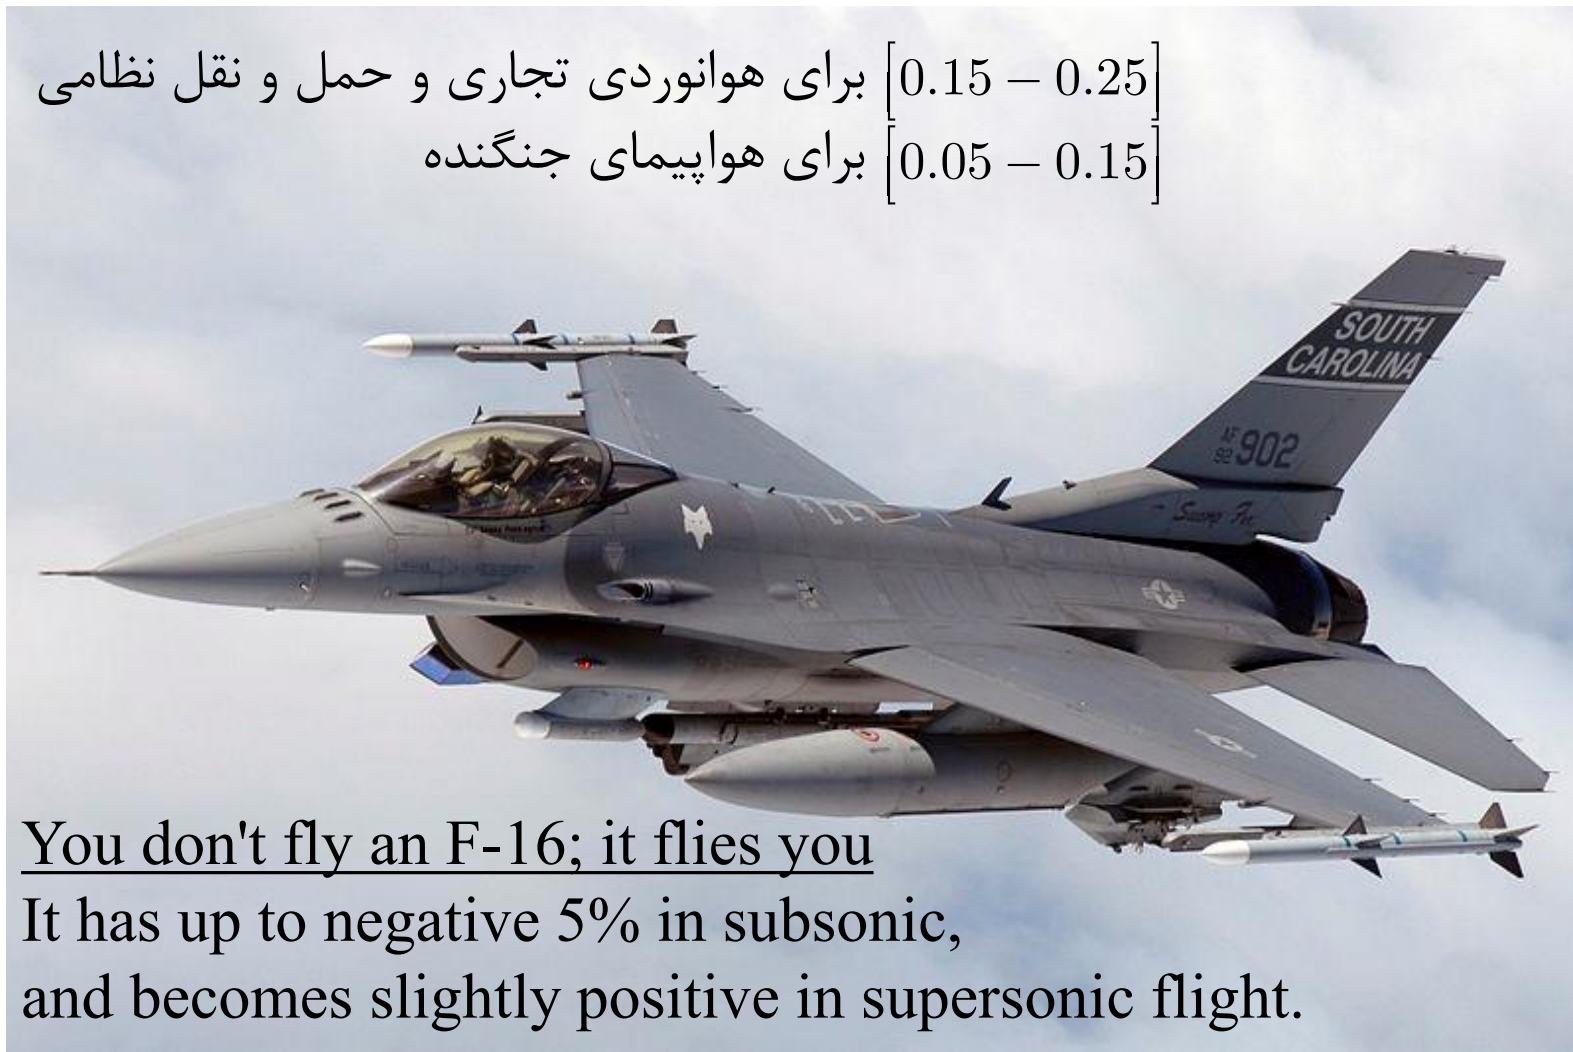 [0.15 − 0.25] برای هوانوردی تجاری و حمل و نقل نظامی
[0.05 − 0.15] برای هواپیمای جنگنده
SOUTH
CAROLINA
AF
92 902
You don't fly an F-16; it flies you
It has up to negative 5% in subsonic,
and becomes slightly positive in supersonic flight.